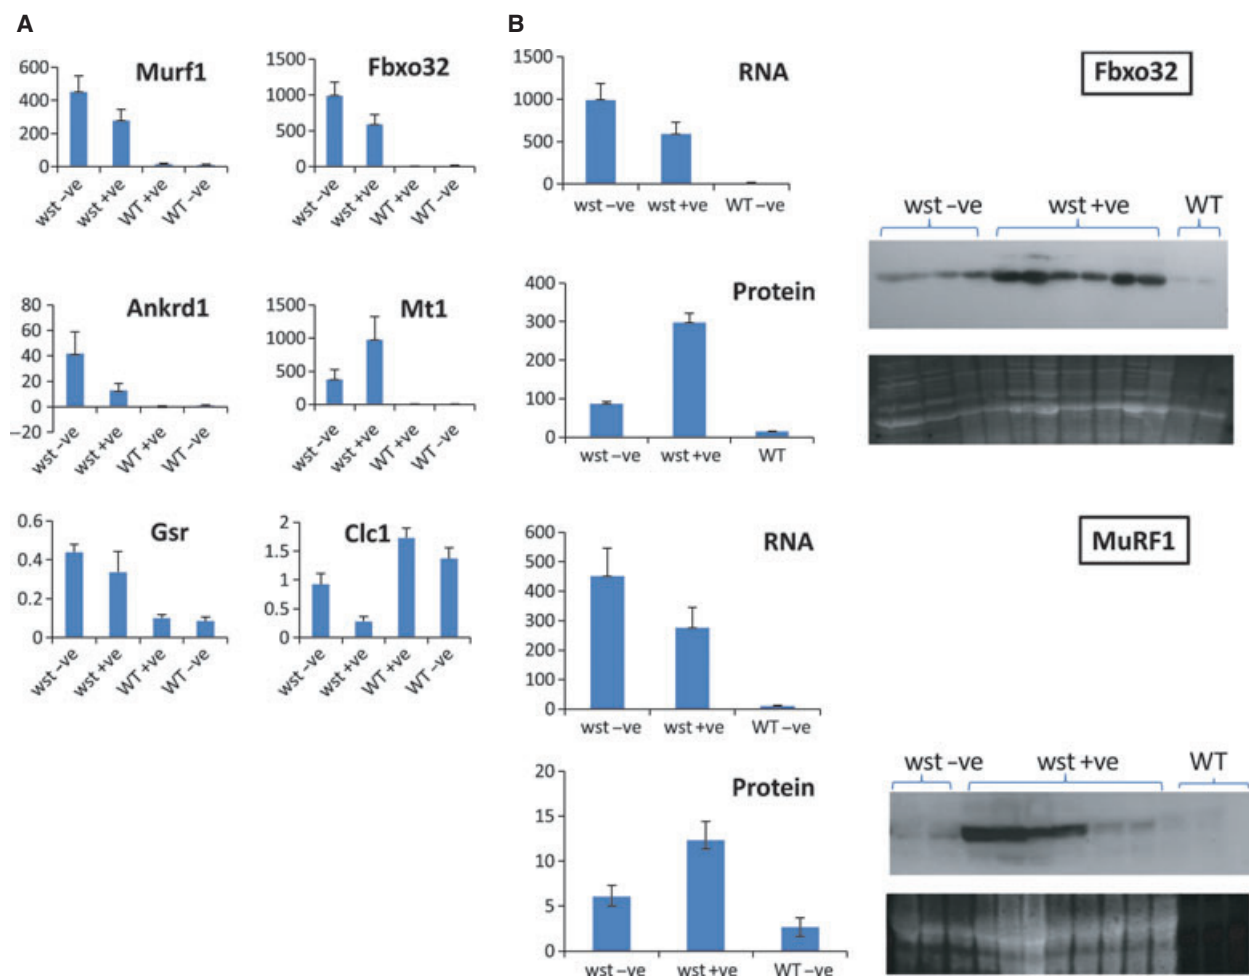 A
B
Murf1
600
400
200
0
wst –ve
wst +ve
WT +ve
WT –ve
Fbxo32
1500
1000
500
0
wst –ve
wst +ve
WT +ve
WT –ve
Ankrd1
80
60
40
20
0
–20
wst –ve
wst +ve
WT +ve
WT –ve
Mt1
1500
1000
500
0
wst –ve
wst +ve
WT +ve
WT –ve
Gsr
0.6
0.4
0.2
0
wst –ve
wst +ve
WT +ve
WT –ve
Clc1
2
1.5
1
0.5
0
wst –ve
wst +ve
WT +ve
WT –ve
RNA
1500
1000
500
0
wst –ve wst +ve WT –ve
Fbxo32
wst –ve wst +ve WT
Protein
400
300
200
100
0
wst –ve wst +ve WT
RNA
600
500
400
300
200
100
0
wst –ve wst +ve WT –ve
MuRF1
wst –ve wst +ve WT
Protein
20
15
10
5
0
wst –ve wst +ve WT –ve